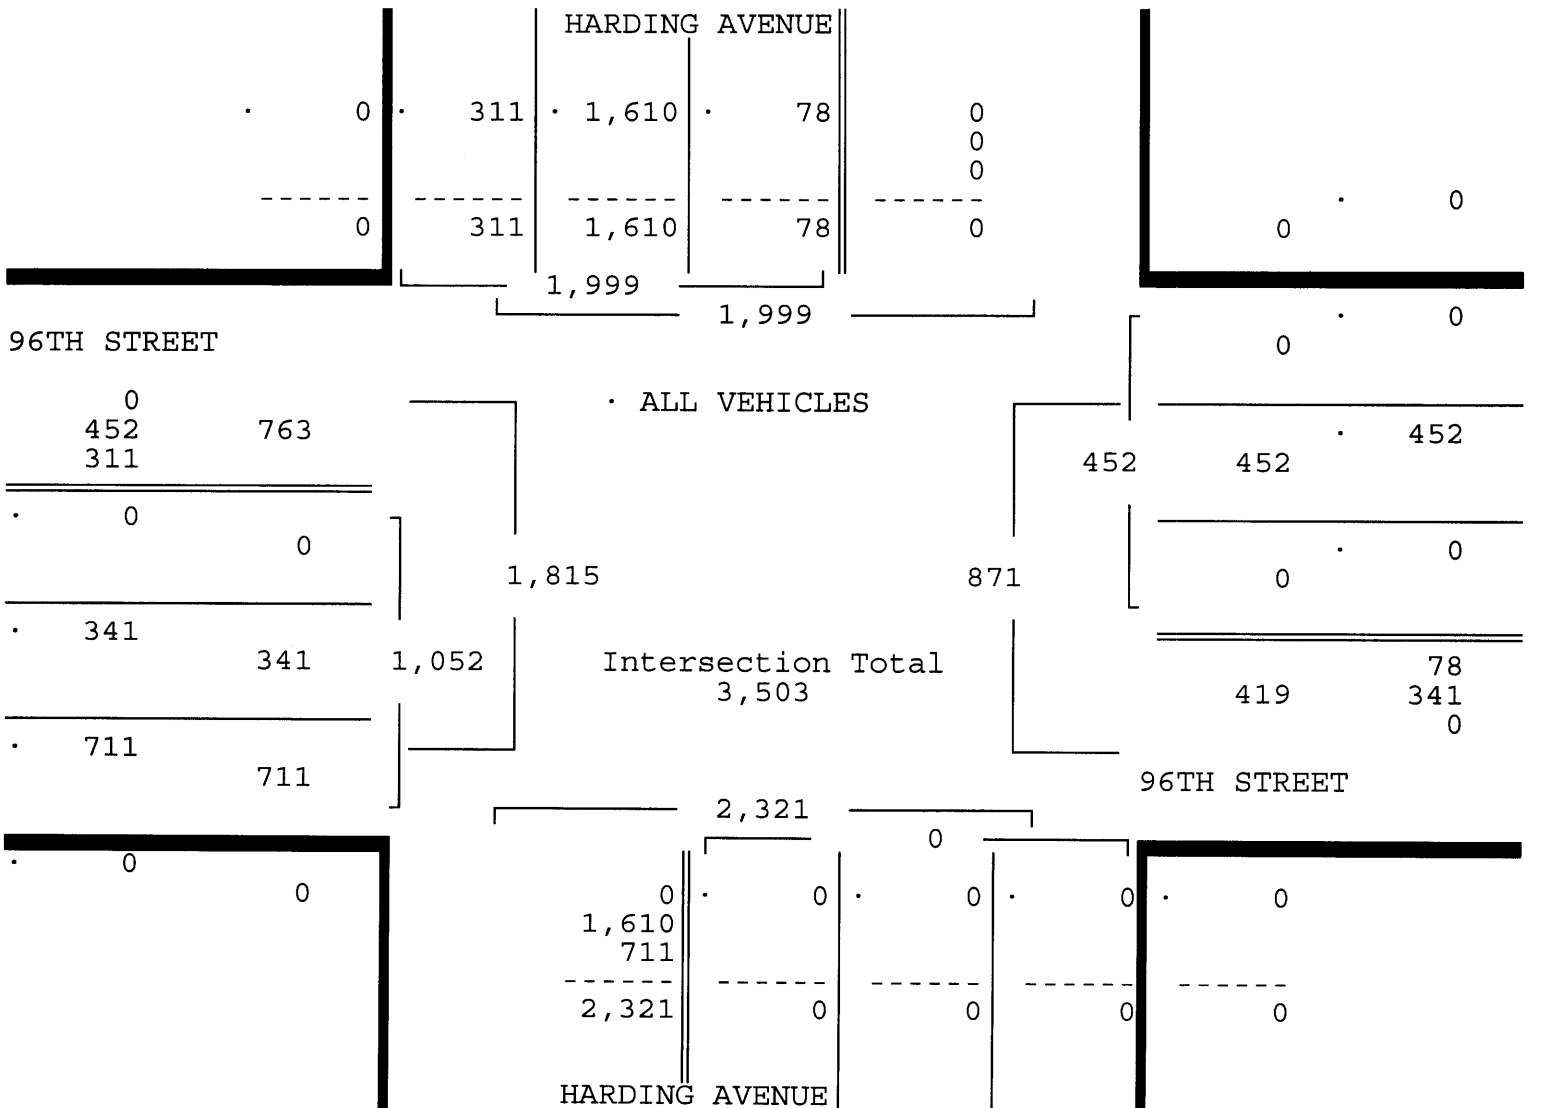 HARDING AVENUE
· 0 · 311 · 1,610 · 78 0
0
0
------ ------ ------ ------ ------ · 0
0 311 1,610 78 0 0
1,999
1,999 · 0
96TH STREET 0
0 · ALL VEHICLES
452 763 · 452
311 452 452
· 0
0 · 0
1,815 871 0
· 341
341 1,052 Intersection Total 78
3,503 419 341
0
· 711
711 96TH STREET
2,321
0
· 0
0 0 · 0 · 0 · 0 · 0
1,610
711
------ ------ ------ ------ ------
2,321 0 0 0 0
HARDING AVENUE